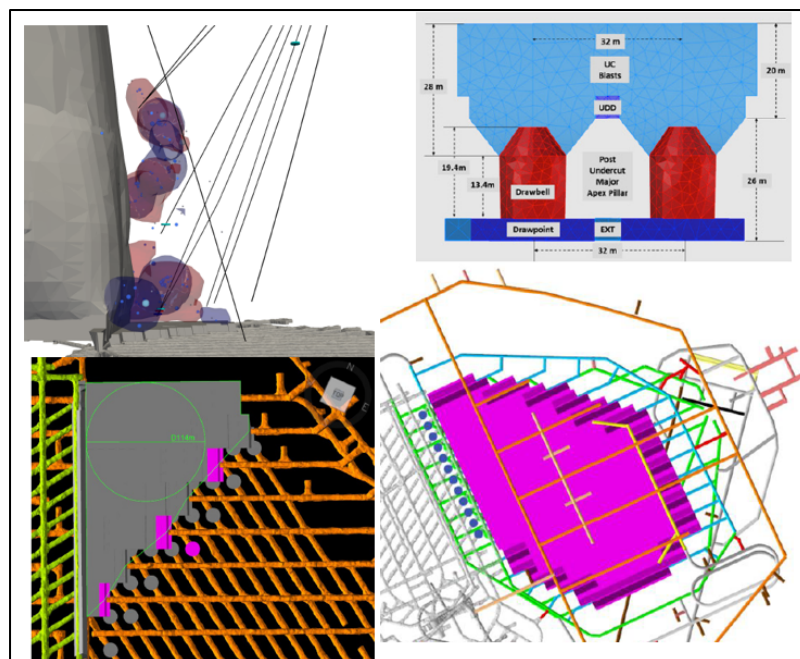 32 m
28 m
UC
Blasts
20 m
UDD
19.4m
13.4m
Post
Undercut
Major
Apex Pillar
Drawbell
26 m
Drawpoint
EXT
32 m
N
E
D114m